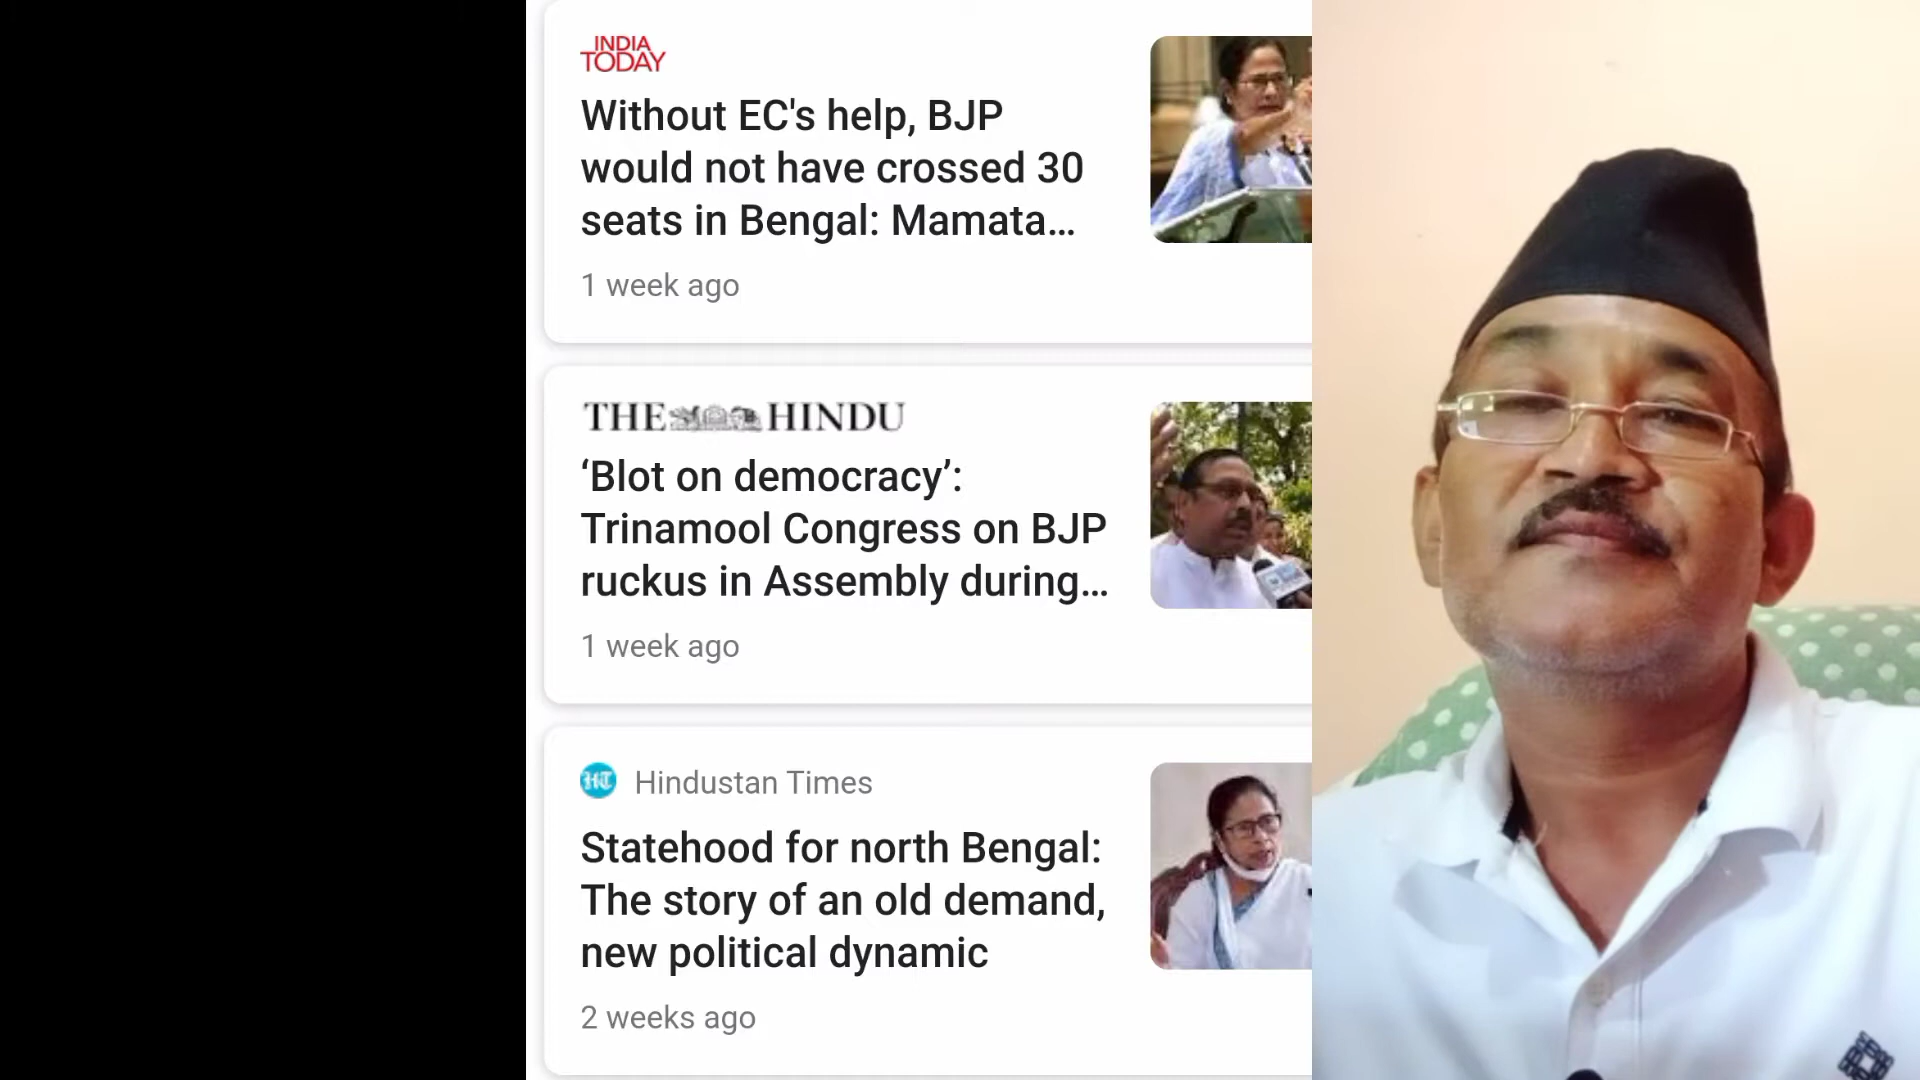 INDIA
TODAY
Without EC's help, BJP
would not have crossed 30
seats in Bengal: Mamata...
1 week ago
THE HINDU
‘Blot on democracy’:
Trinamool Congress on BJP
ruckus in Assembly during...
1 week ago
HT Hindustan Times
Statehood for north Bengal:
The story of an old demand,
new political dynamic
2 weeks ago